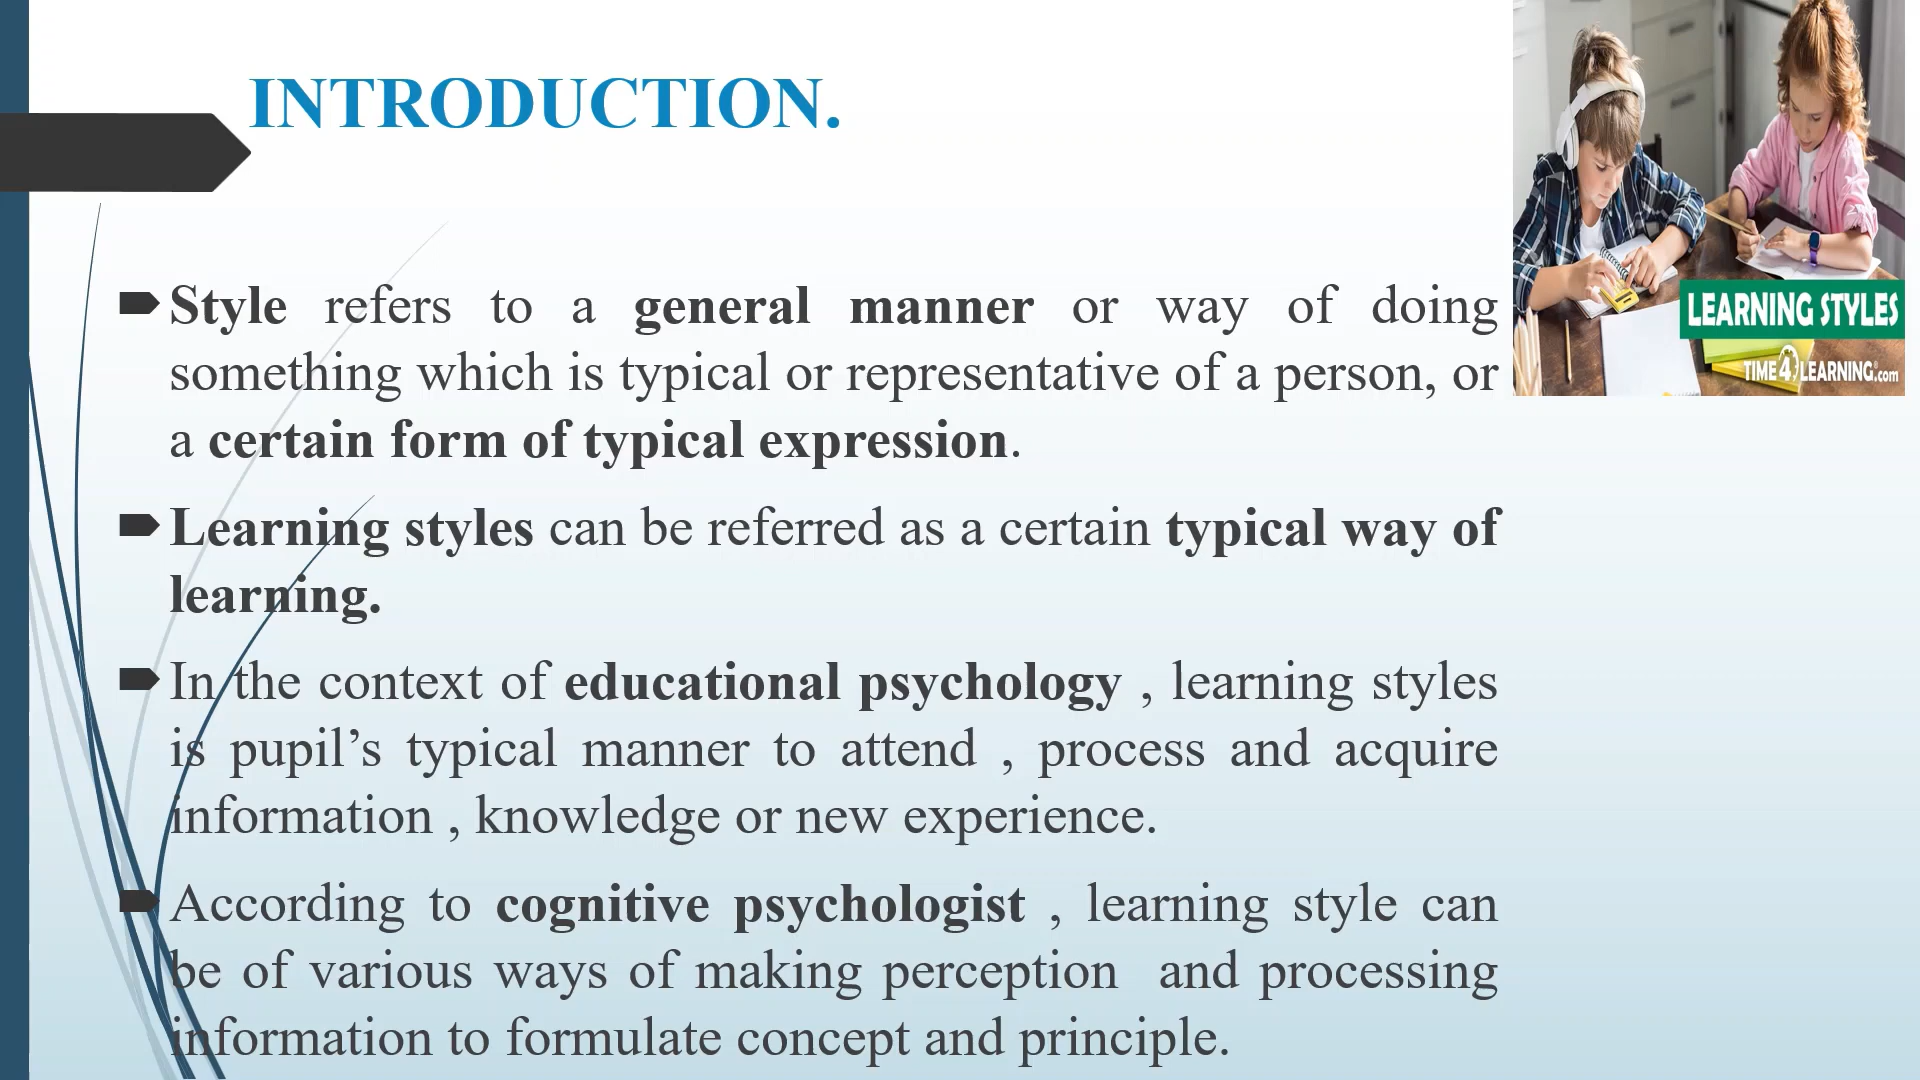 INTRODUCTION.
Style refers to a general manner or way of doing
something which is typical or representative of a person, or
a certain form of typical expression.
Learning styles can be referred as a certain typical way of
learning.
In the context of educational psychology , learning styles
is pupil’s typical manner to attend , process and acquire
information , knowledge or new experience.
According to cognitive psychologist , learning style can
be of various ways of making perception and processing
information to formulate concept and principle.
LEARNING STYLES
TIME4LEARNING.com